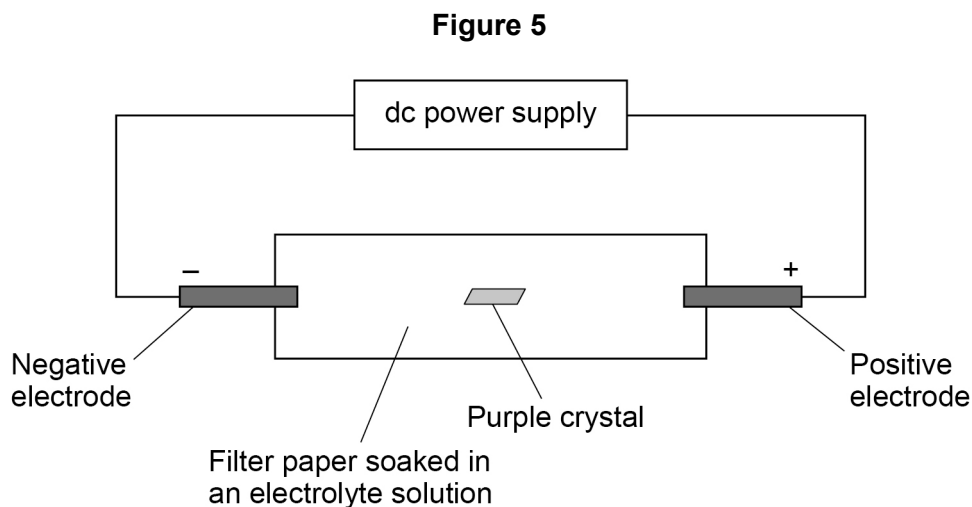 Figure 5
dc power supply
–
+
Negative
electrode
Positive
electrode
Purple crystal
Filter paper soaked in
an electrolyte solution